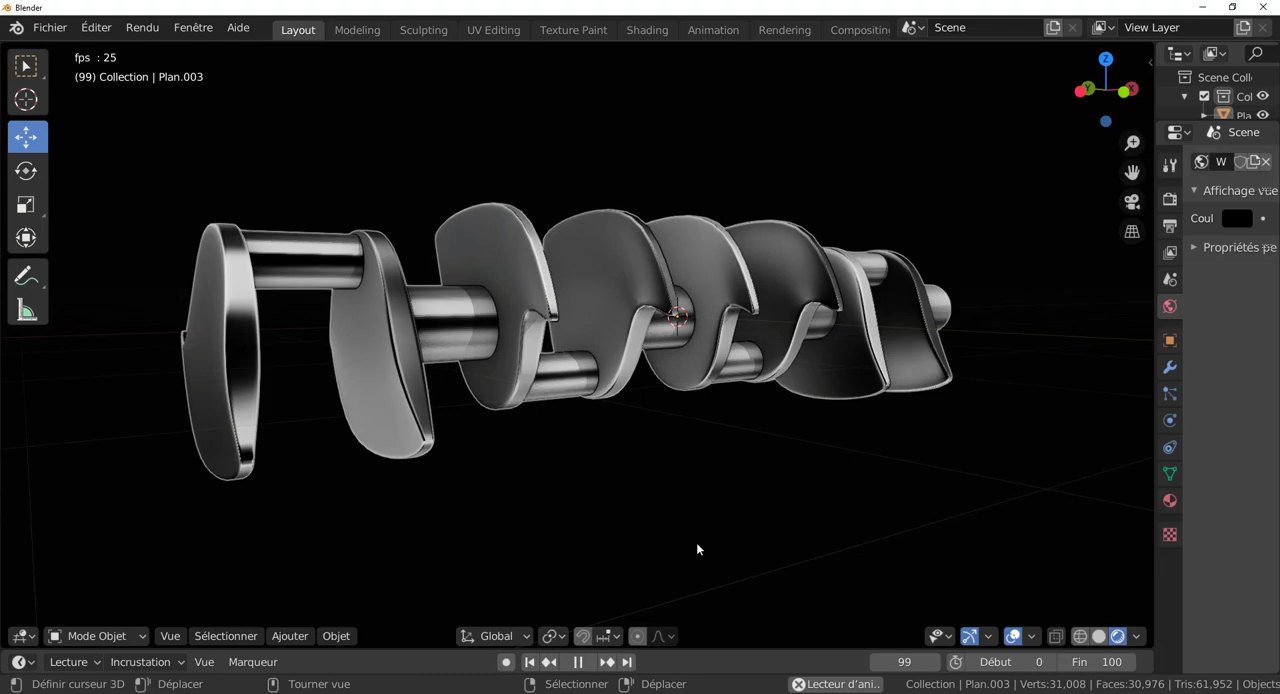 Blender
Fichier Éditer Rendu Fenêtre Aide Layout Modeling Sculpting UV Editing Texture Paint Shading Animation Rendering Compositing Scene View Layer
fps : 25
(99) Collection | Plan.003
Z
Y
X
Scene Coll
Col
Pla
Scene
W
Affichage vue
Coul
Propriétés pe
Mode Objet Vue Sélectionner Ajouter Objet Global
Lecture Incrustation Vue Marqueur 99 Début 0 Fin 100
Définir curseur 3D Déplacer Tourner vue Sélectionner Déplacer Lecteur d'ani.. Collection | Plan.003 | Verts:31,008 | Faces:30,976 | Tris:61,952 | Objects